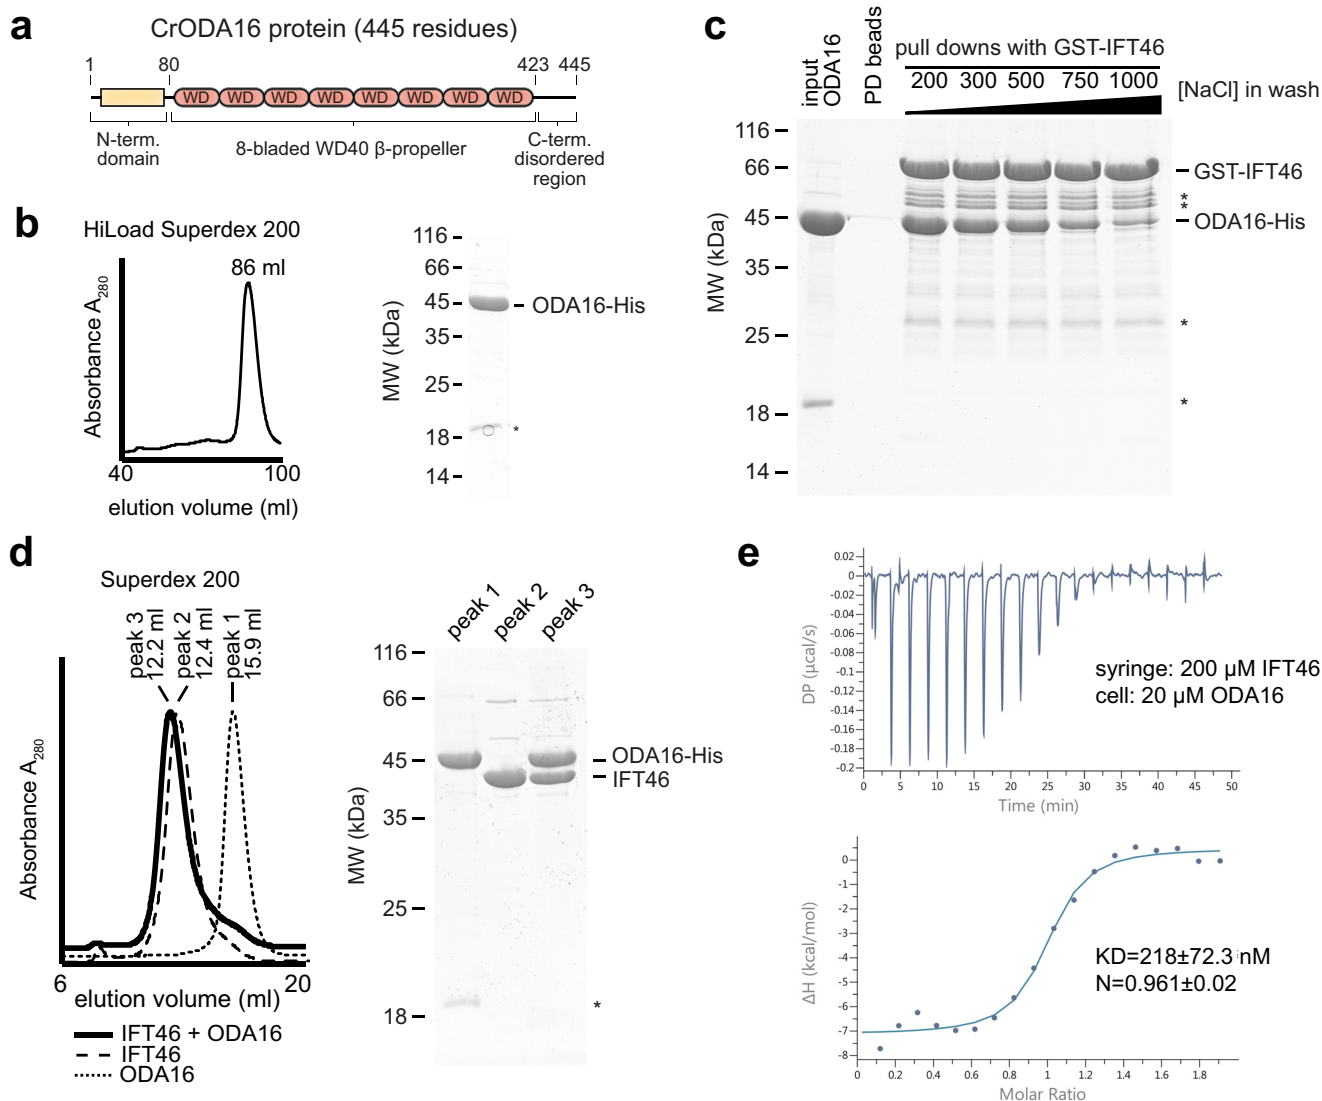 a
CrODA16 protein (445 residues)
1 80 423 445
WD WD WD WD WD WD WD WD
N-term.
domain
8-bladed WD40 β-propeller
C-term.
disordered
region
b
HiLoad Superdex 200
86 ml
Absorbance A280
40 100
elution volume (ml)
MW (kDa)
116
66
45
35
25
18
14
ODA16-His
*
c
input
ODA16
PD beads
pull downs with GST-IFT46
200 300 500 750 1000
[NaCl] in wash
MW (kDa)
116
66
45
35
25
18
14
GST-IFT46
*
*
ODA16-His
*
*
d
Superdex 200
peak 3
12.2 ml
peak 2
12.4 ml
peak 1
15.9 ml
Absorbance A280
6 20
elution volume (ml)
IFT46 + ODA16
IFT46
ODA16
peak 1
peak 2
peak 3
MW (kDa)
116
66
45
35
25
18
ODA16-His
IFT46
*
e
DP (µcal/s)
0.02
0
-0.02
-0.04
-0.06
-0.08
-0.1
-0.12
-0.14
-0.16
-0.18
-0.2
0 5 10 15 20 25 30 35 40 45 50
Time (min)
syringe: 200 µM IFT46
cell: 20 µM ODA16
ΔH (kcal/mol)
0
-1
-2
-3
-4
-5
-6
-7
-8
0 0.2 0.4 0.6 0.8 1 1.2 1.4 1.6 1.8
Molar Ratio
KD=218±72.3 nM
N=0.961±0.02